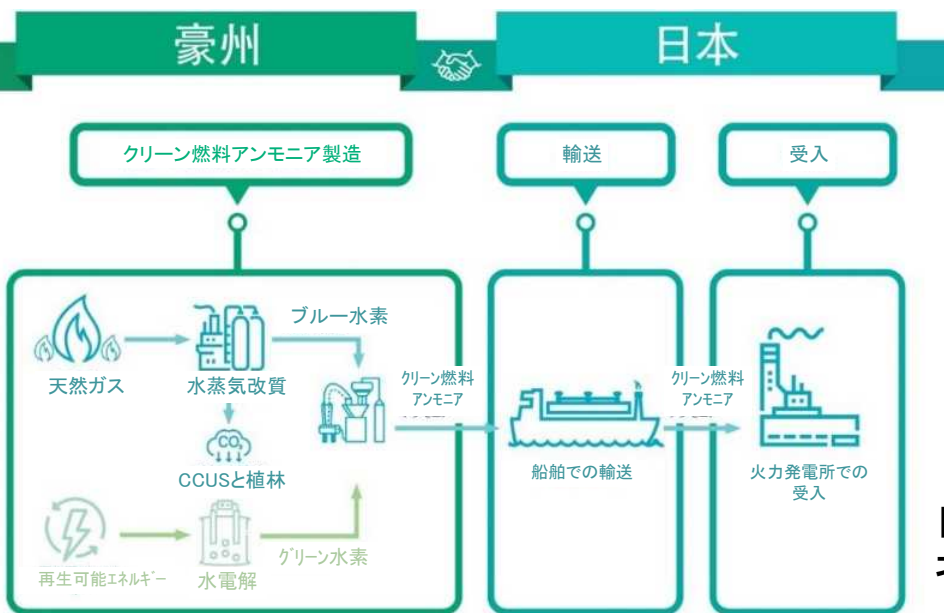 豪州
日本
クリーン燃料アンモニア製造
輸送
受入
ブルー水素
天然ガス
水蒸気改質
クリーン燃料
アンモニア
クリーン燃料
アンモニア
CO₂
CCUSと植林
船舶での輸送
火力発電所での
受入
グリーン水素
再生可能エネルギー
水電解